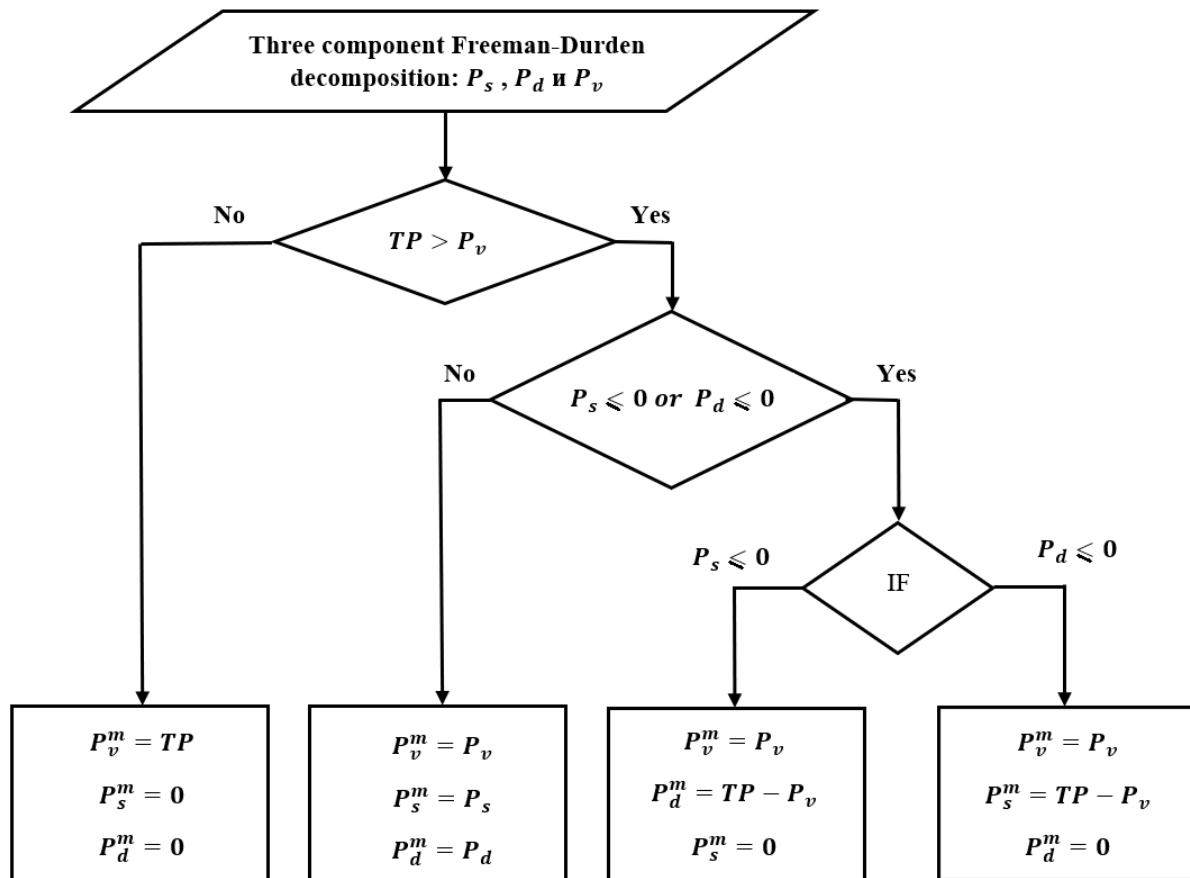 Three component Freeman-Durden
decomposition: P_s , P_d и P_v
No
Yes
TP > P_v
No
Yes
P_s ⩽ 0 or P_d ⩽ 0
P_s ⩽ 0
P_d ⩽ 0
IF
P_v^m = TP
P_s^m = 0
P_d^m = 0
P_v^m = P_v
P_s^m = P_s
P_d^m = P_d
P_v^m = P_v
P_d^m = TP − P_v
P_s^m = 0
P_v^m = P_v
P_s^m = TP − P_v
P_d^m = 0